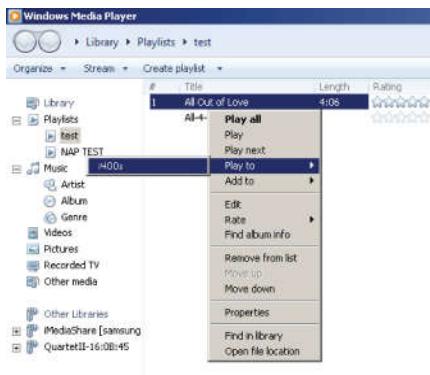 Windows Media Player
Library ▸ Playlists ▸ test
Organize Stream Create playlist
# Title Length Rating
Library
1 All Out of Love 4:06
Playlists
All-4-
test
NAP TEST
Music
Artist
Album
Genre
Videos
Pictures
Recorded TV
Other media
Other Libraries
iMediaShare [samsung
QuartetII-16:0B:45
Play all
Play
Play next
Play to
Add to
Edit
Rate
Find album info
Remove from list
Move up
Move down
Properties
Find in library
Open file location